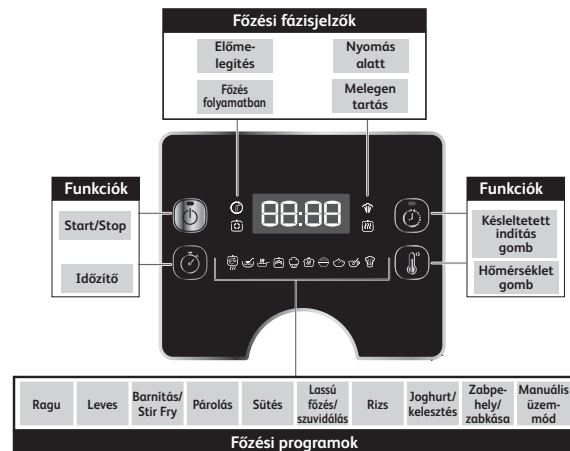 Főzési fázisjelzők
Előme-
legítés
Nyomás
alatt
Főzés
folyamatban
Melegen
tartás
Funkciók
Start/Stop
Időzítő
88:88
Funkciók
Késleltetett
indítás
gomb
Hőmérséklet
gomb
Ragu
Leves
Barnítás/
Stir Fry
Párolás
Sütés
Lassú
főzés/
szuvidálás
Rizs
Joghurt/
kelesztés
Zabpe-
hely/
zabkása
Manuális
üzem-
mód
Főzési programok